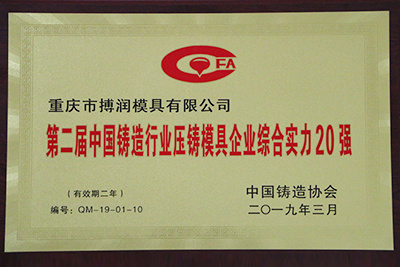 CFA
重庆市搏润模具有限公司
第二届中国铸造行业压铸模具企业综合实力20强
(有效期二年)
中国铸造协会
编号：QM-19-01-10
二〇一九年三月